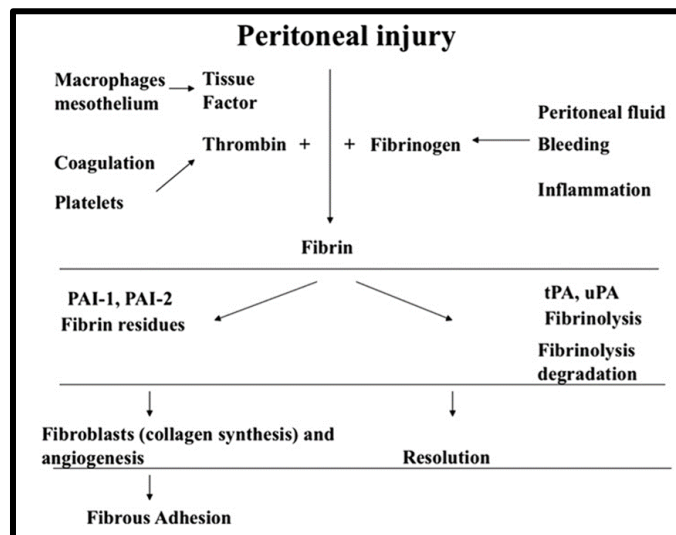 Peritoneal injury
Macrophages
mesothelium
Tissue
Factor
Peritoneal fluid
Thrombin +
+ Fibrinogen
Bleeding
Coagulation
Platelets
Inflammation
Fibrin
PAI-1, PAI-2
Fibrin residues
tPA, uPA
Fibrinolysis
Fibrinolysis
degradation
Fibroblasts (collagen synthesis) and
angiogenesis
Resolution
Fibrous Adhesion